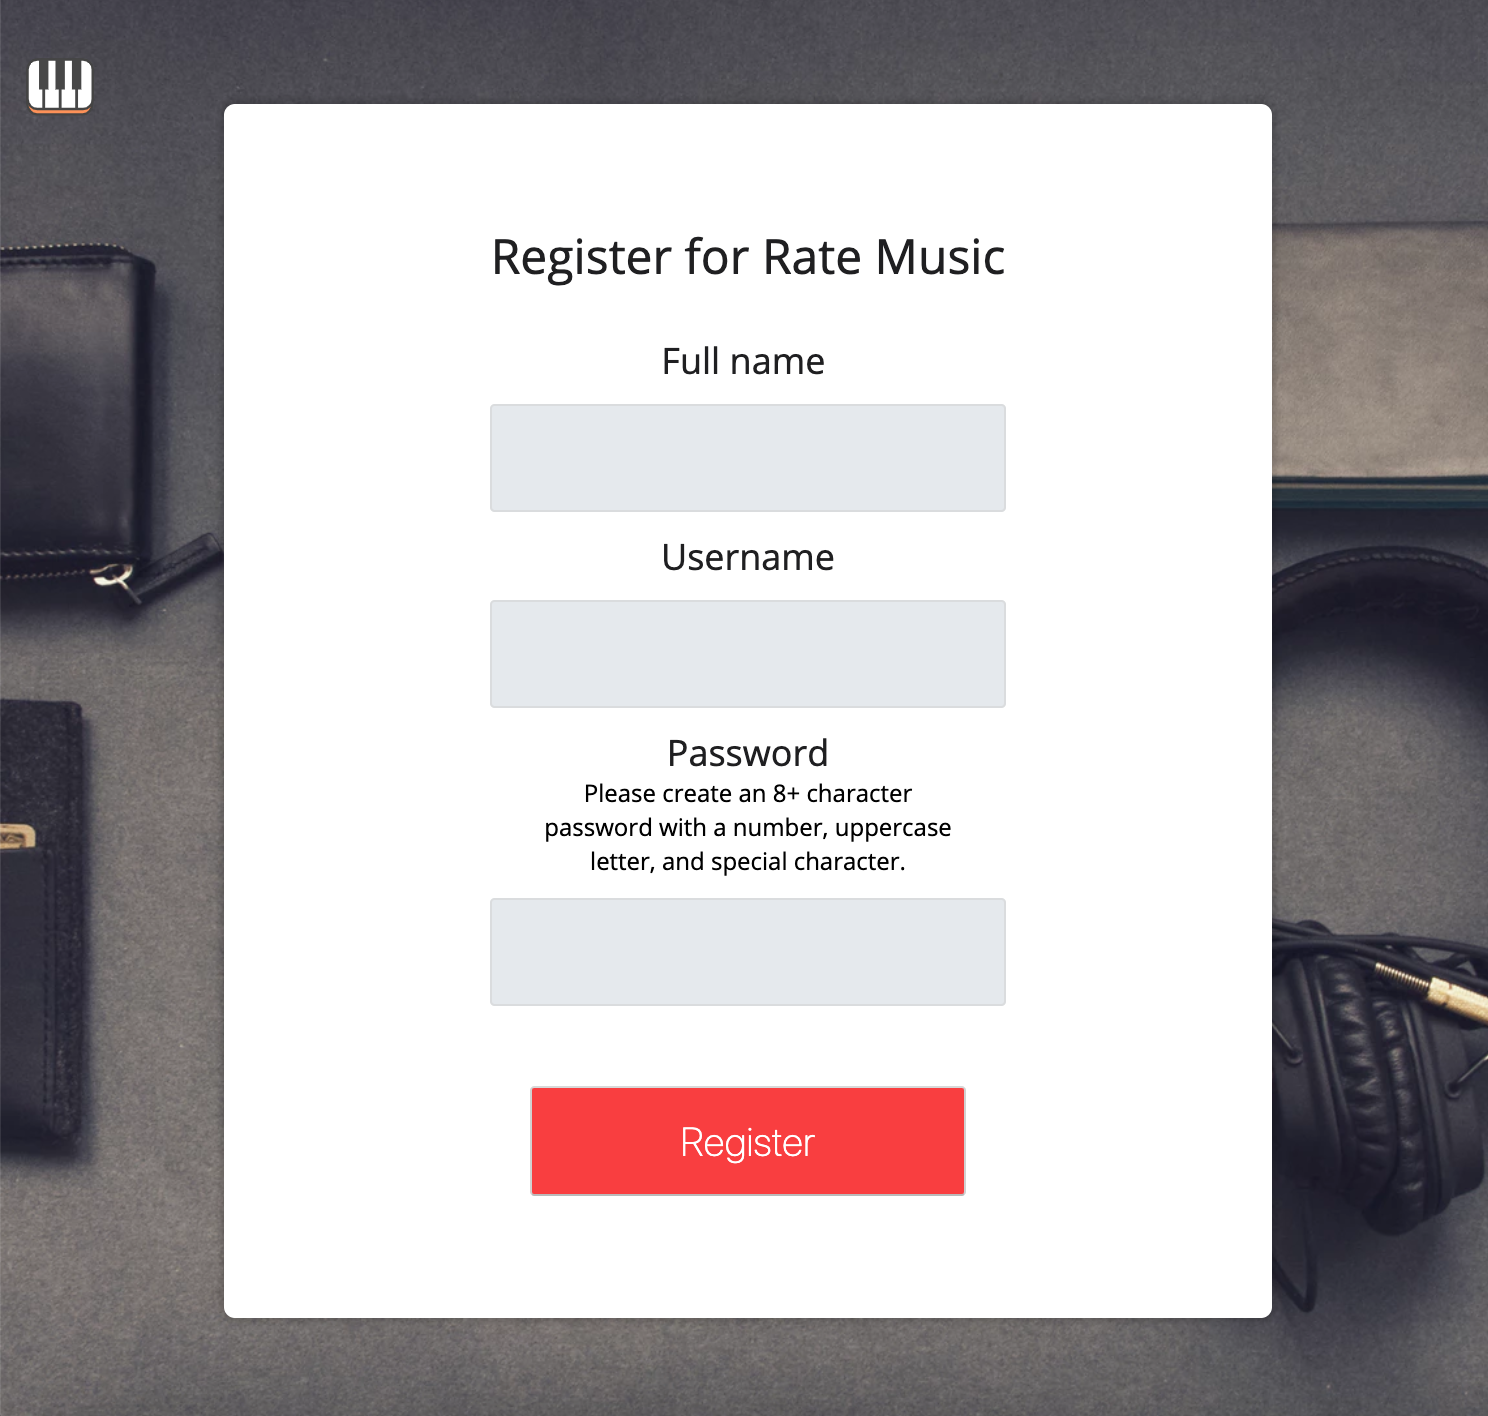 Register for Rate Music
Full name
Username
Password
Please create an 8+ character
password with a number, uppercase
letter, and special character.
Register